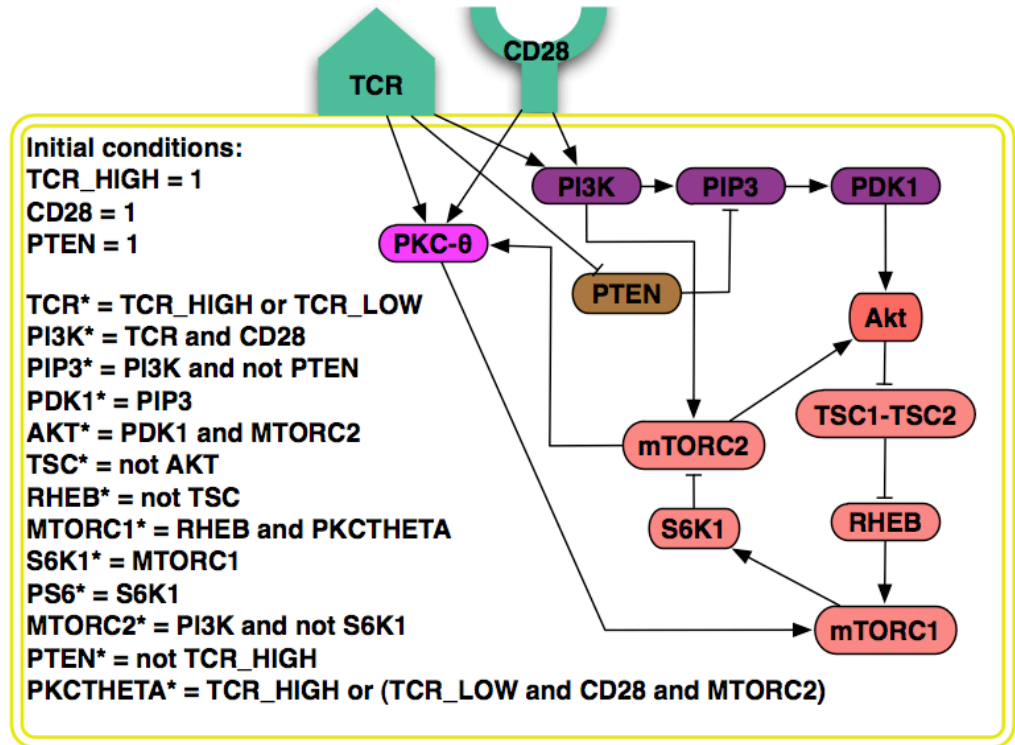 TCR
CD28
Initial conditions:
TCR_HIGH = 1
CD28 = 1
PTEN = 1
TCR* = TCR_HIGH or TCR_LOW
PI3K* = TCR and CD28
PIP3* = PI3K and not PTEN
PDK1* = PIP3
AKT* = PDK1 and MTORC2
TSC* = not AKT
RHEB* = not TSC
MTORC1* = RHEB and PKCTHETA
S6K1* = MTORC1
PS6* = S6K1
MTORC2* = PI3K and not S6K1
PTEN* = not TCR_HIGH
PKCTHETA* = TCR_HIGH or (TCR_LOW and CD28 and MTORC2)
PI3K
PIP3
PDK1
PKC-θ
PTEN
Akt
TSC1-TSC2
mTORC2
S6K1
RHEB
mTORC1